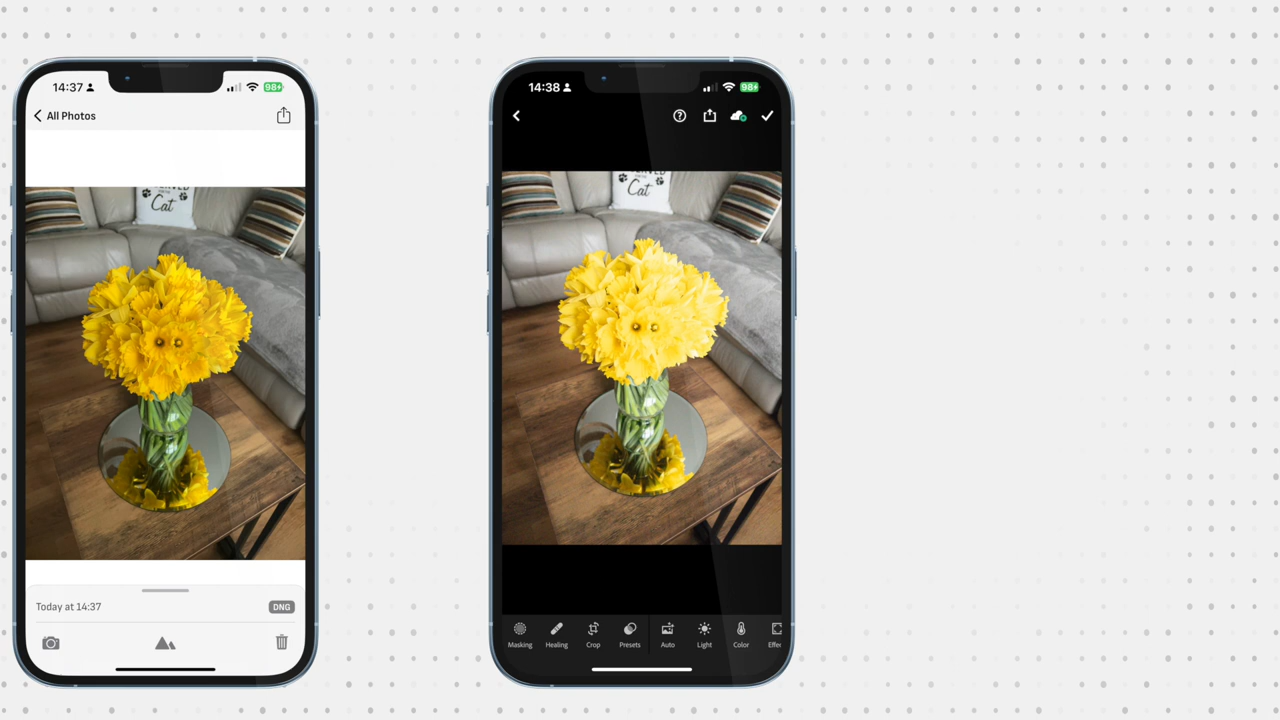 14:37
98
All Photos
Cat
Today at 14:37
DNG
14:38
98
Cat
Masking
Healing
Crop
Presets
Auto
Light
Color
Effec